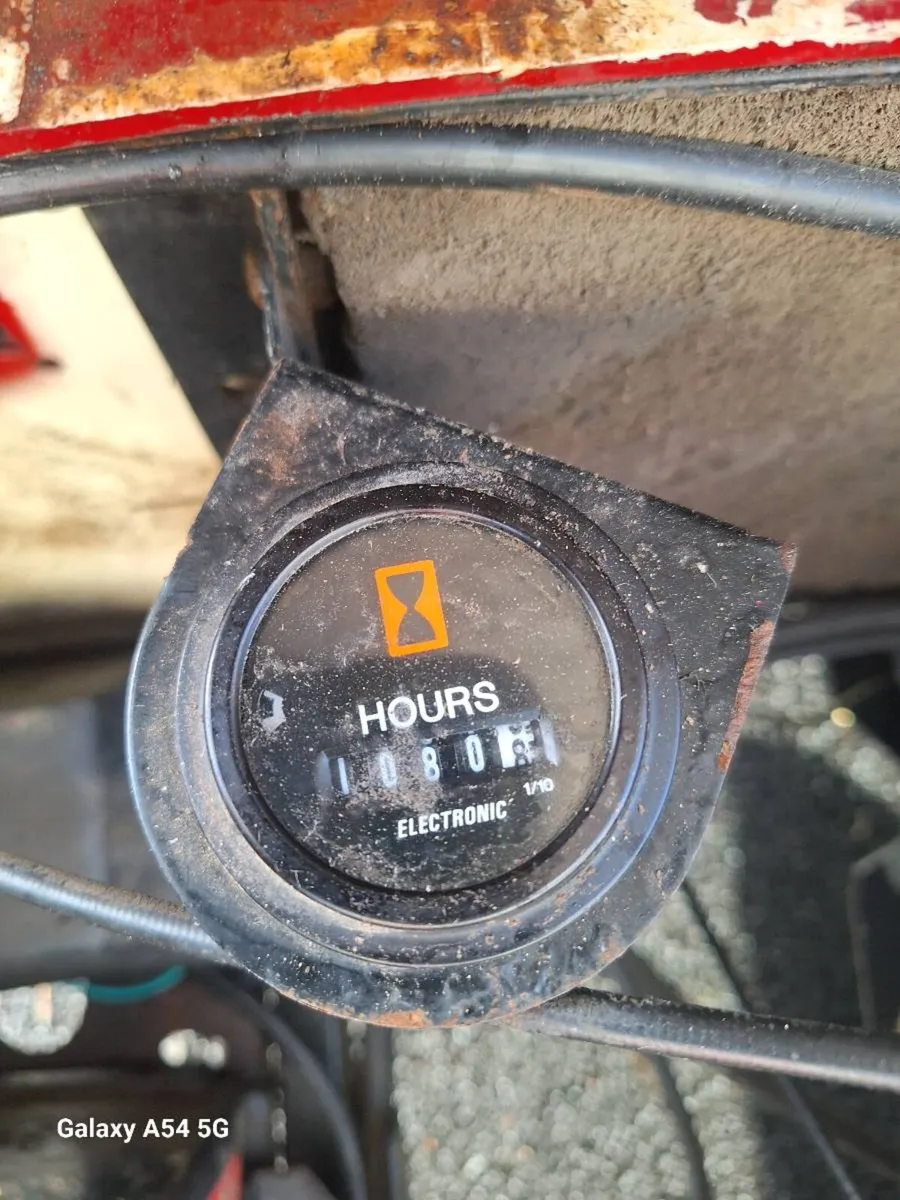 HOURS
1080
1/10
ELECTRONIC
Galaxy A54 5G